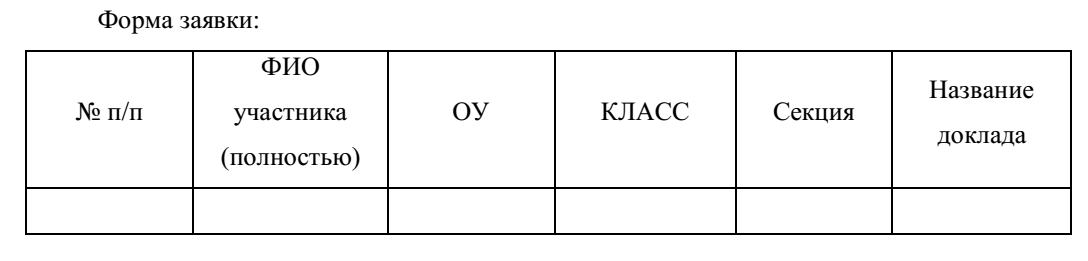 Форма заявки:
№ п/п
ФИО
участника
(полностью)
ОУ
КЛАСС
Секция
Название
доклада